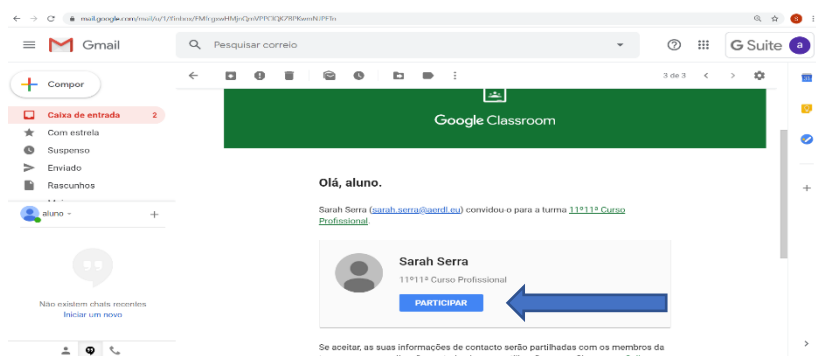 Gmail
Pesquisar correio
G Suite
a
Compor
3 de 3
Caixa de entrada 2
Com estrela
Suspenso
Enviado
Rascunhos
aluno
Google Classroom
Olá, aluno.
Sarah Serra (sarah.serra@aerdl.eu) convidou-o para a turma 11º11ª Curso
Profissional.
Sarah Serra
11º11ª Curso Profissional
PARTICIPAR
Não existem chats recentes
Iniciar um novo
Se aceitar, as suas informações de contacto serão partilhadas com os membros da